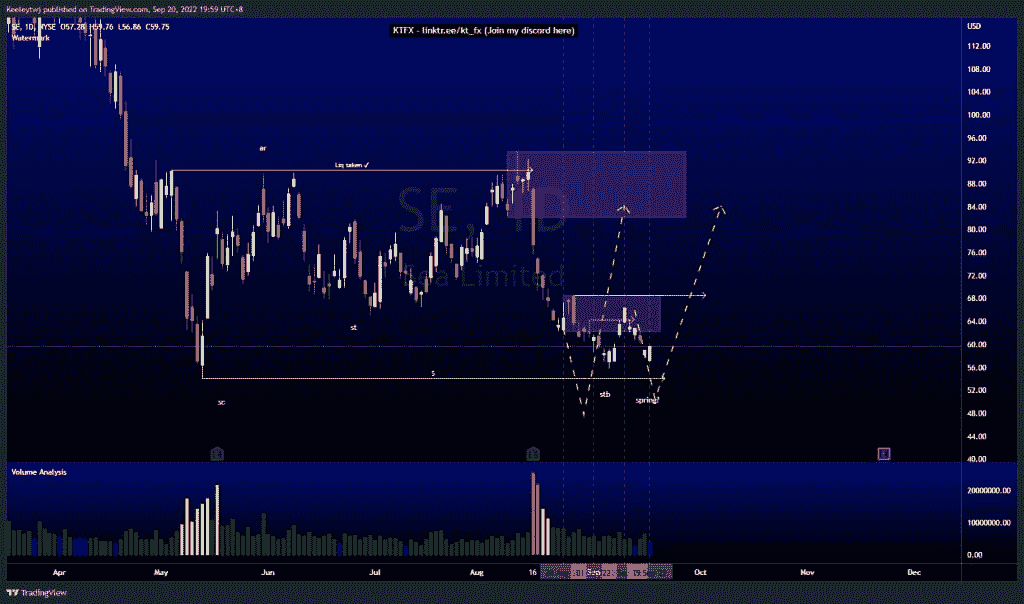 Keeleytwj published on TradingView.com, Sep 20, 2022 19:59 UTC+8
SE, 1D, NYSE O57.28 H59.76 L56.86 C59.75
Watermark
KTFX - linktr.ee/kt_fx (Join my discord here)
USD
112.00
108.00
104.00
100.00
96.00
92.00
88.00
84.00
80.00
76.00
72.00
68.00
64.00
60.00
56.00
52.00
48.00
44.00
40.00
ar
Liq taken ✓
SE, 1D
Sea Limited
st
s
sc
stb
spring?
Volume Analysis
20000000.00
10000000.00
0.00
Apr
May
Jun
Jul
Aug
16
Sep
22
Oct
Nov
Dec
TradingView